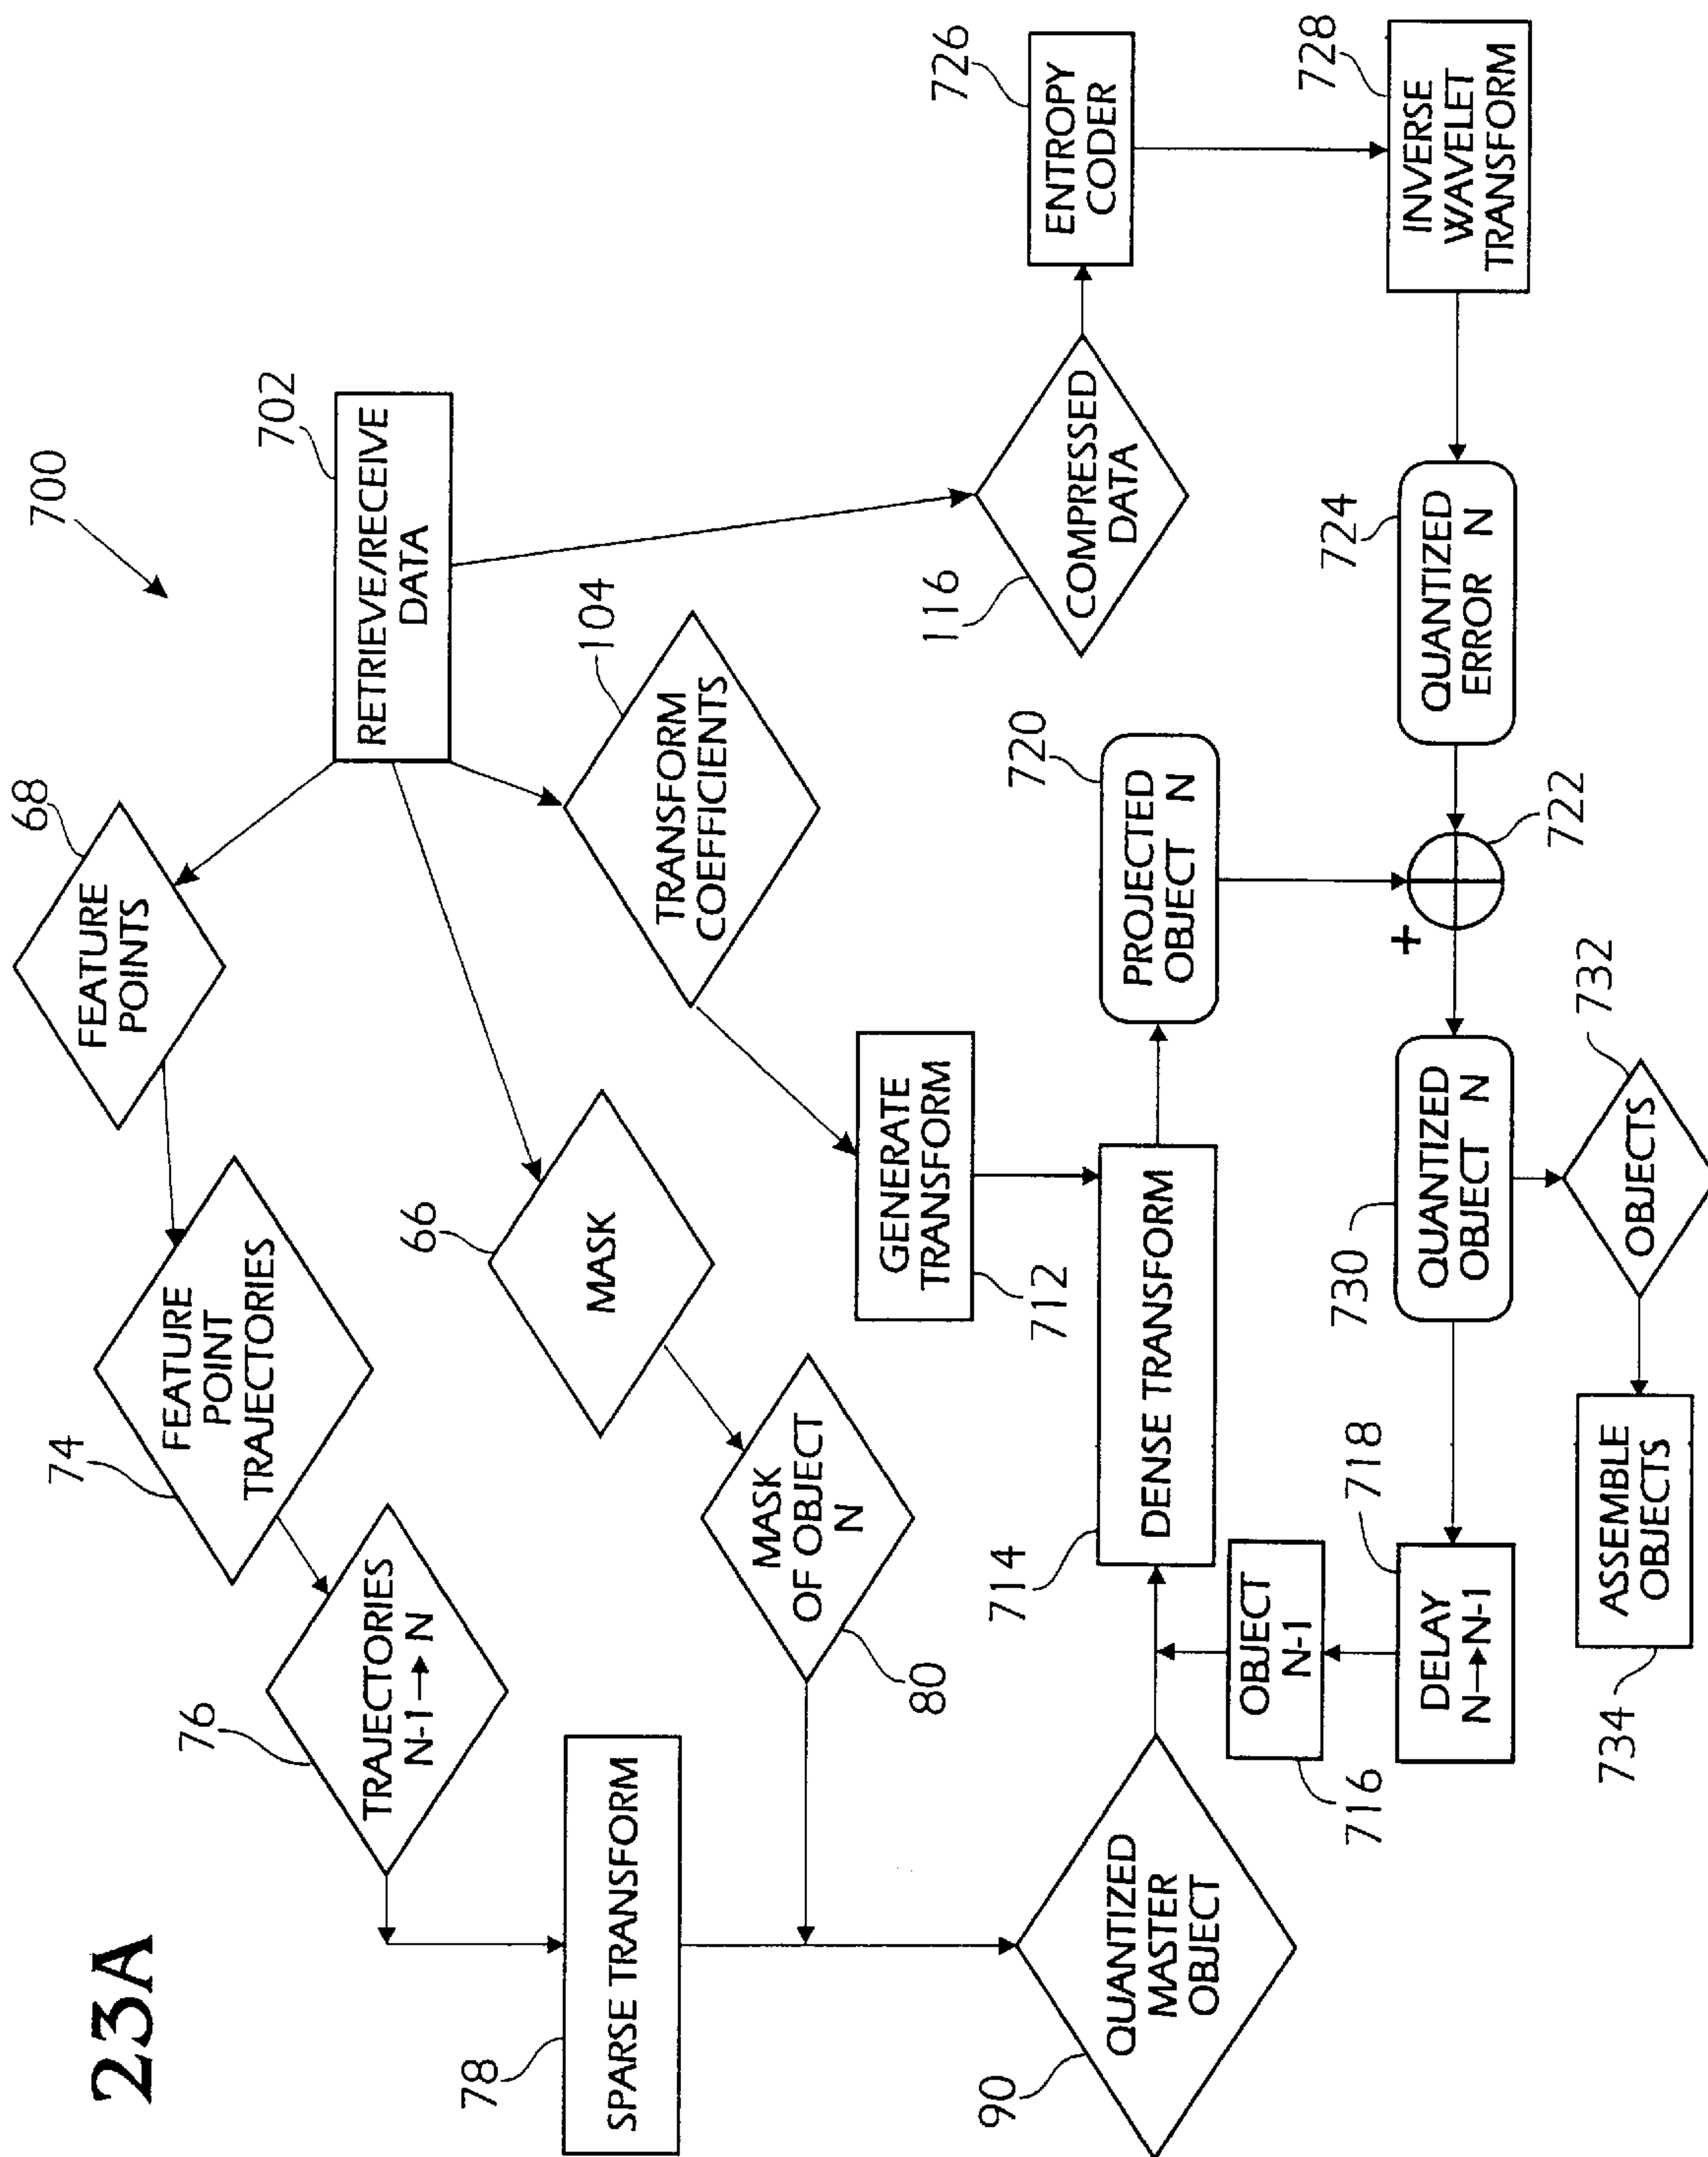 23A
700
702
RETRIEVE/RECEIVE
DATA
68
FEATURE
POINTS
74
FEATURE
POINT
TRAJECTORIES
76
TRAJECTORIES
N-1→N
78
SPARSE TRANSFORM
66
MASK
80
MASK
OF OBJECT
N
104
TRANSFORM
COEFFICIENTS
116
COMPRESSED
DATA
726
ENTROPY
CODER
728
INVERSE
WAVELET
TRANSFORM
712
GENERATE
TRANSFORM
90
QUANTIZED
MASTER
OBJECT
714
DENSE TRANSFORM
720
PROJECTED
OBJECT N
716
OBJECT
N-1
718
DELAY
N→N-1
730
QUANTIZED
OBJECT N
+
722
724
QUANTIZED
ERROR N
732
OBJECTS
734
ASSEMBLE
OBJECTS